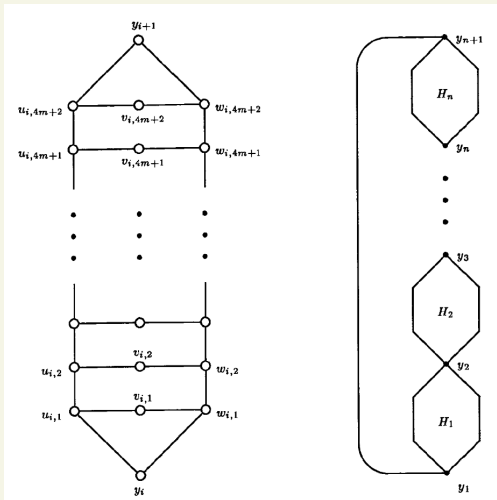 y_{i+1}
u_{i,4m+2} v_{i,4m+2} w_{i,4m+2}
u_{i,4m+1} v_{i,4m+1} w_{i,4m+1}
u_{i,2} v_{i,2} w_{i,2}
u_{i,1} v_{i,1} w_{i,1}
y_i
y_{n+1}
H_n
y_n
y_3
H_2
y_2
H_1
y_1